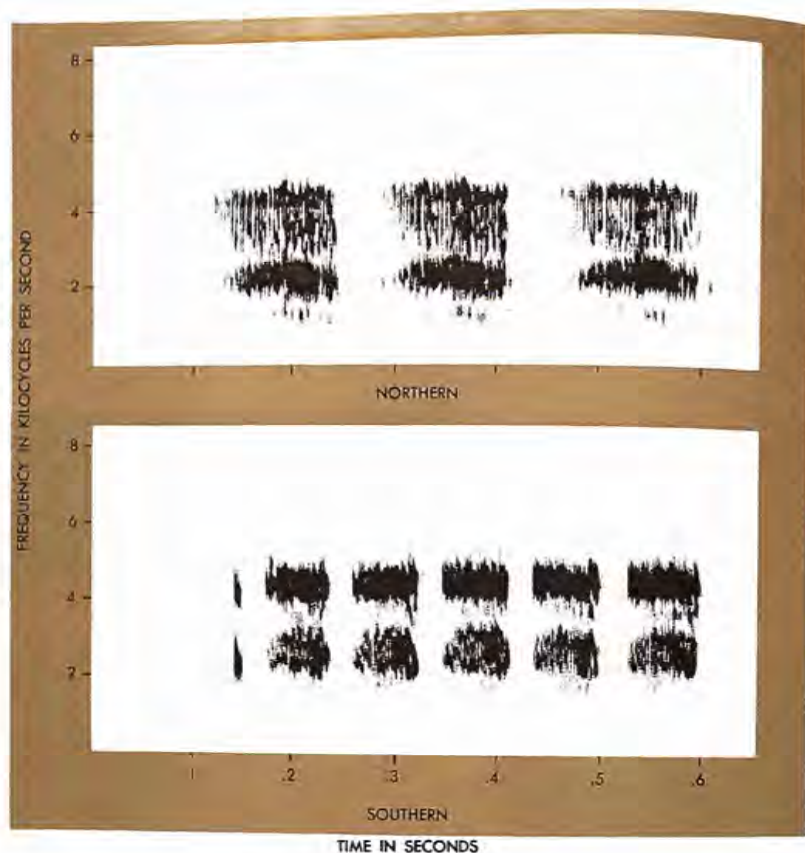 FREQUENCY IN KILOCYCLES PER SECOND
8
6
4
2
NORTHERN
8
6
4
2
.1 .2 .3 .4 .5 .6
SOUTHERN
TIME IN SECONDS